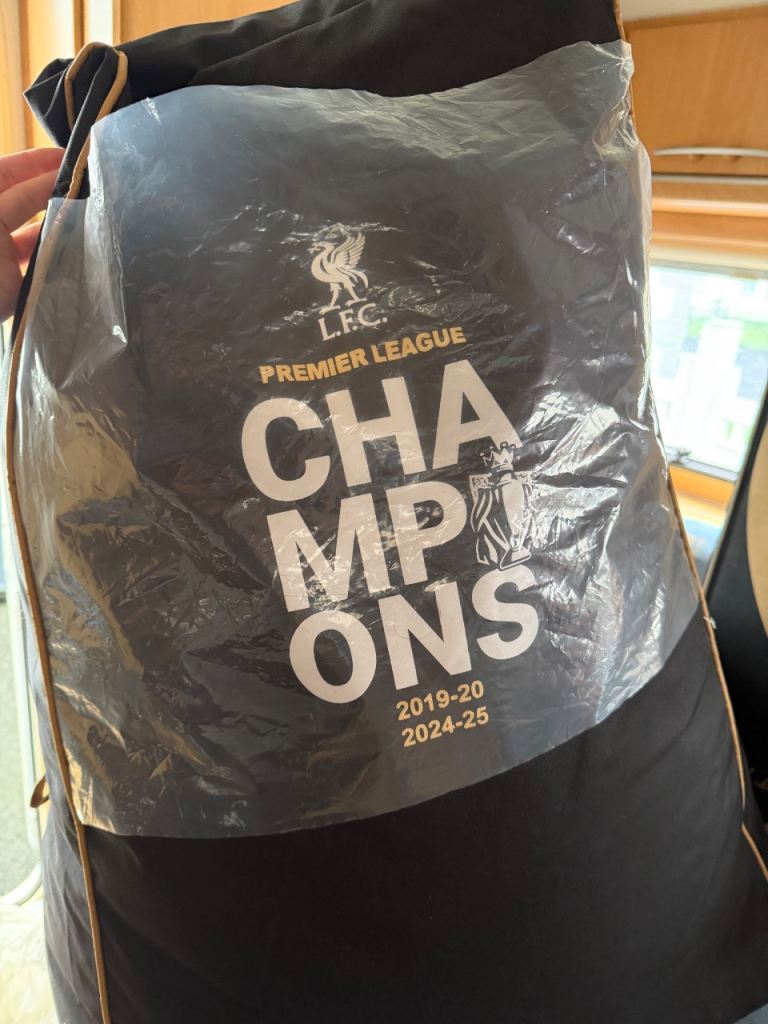 L.F.C.
PREMIER LEAGUE
CHA
MPI
ONS
2019-20
2024-25